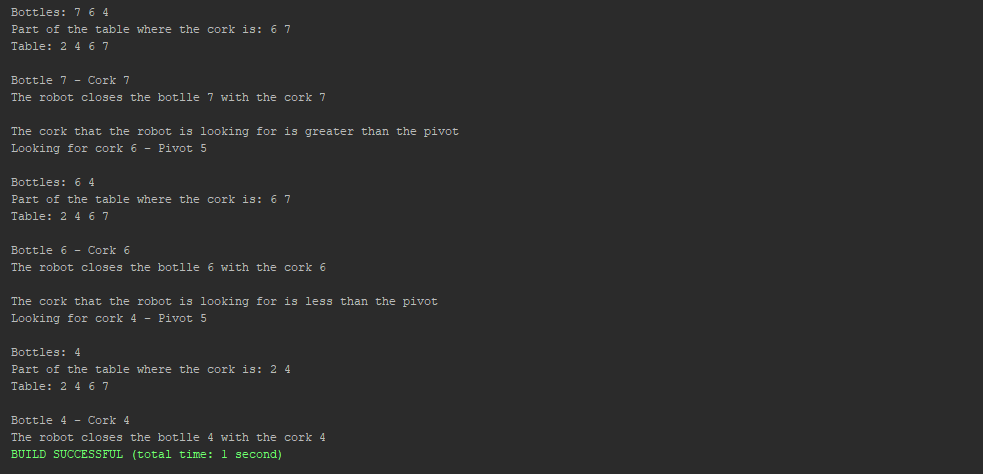 Bottles: 7 6 4
Part of the table where the cork is: 6 7
Table: 2 4 6 7
Bottle 7 - Cork 7
The robot closes the botlle 7 with the cork 7
The cork that the robot is looking for is greater than the pivot
Looking for cork 6 - Pivot 5
Bottles: 6 4
Part of the table where the cork is: 6 7
Table: 2 4 6 7
Bottle 6 - Cork 6
The robot closes the botlle 6 with the cork 6
The cork that the robot is looking for is less than the pivot
Looking for cork 4 - Pivot 5
Bottles: 4
Part of the table where the cork is: 2 4
Table: 2 4 6 7
Bottle 4 - Cork 4
The robot closes the botlle 4 with the cork 4
BUILD SUCCESSFUL (total time: 1 second)